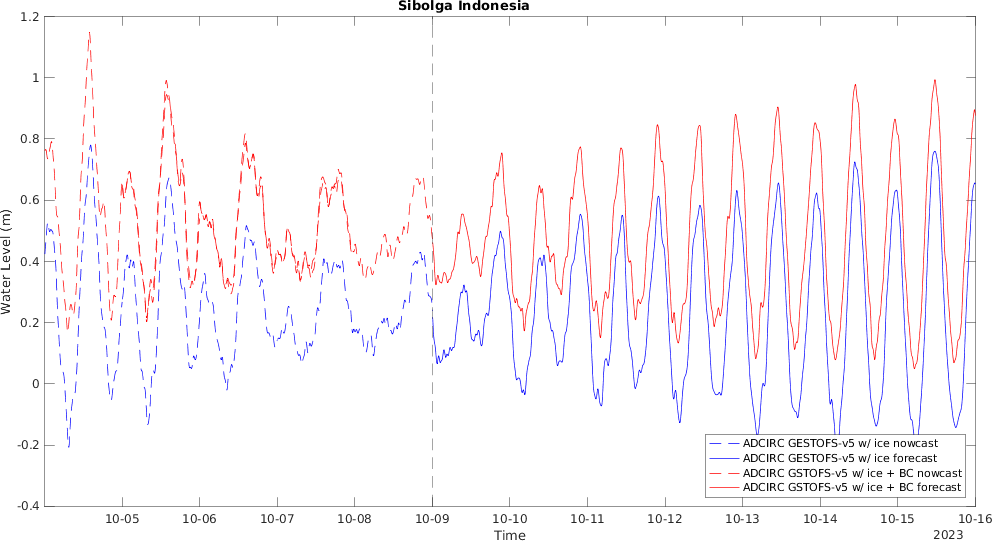 Sibolga Indonesia
1.2
1
0.8
0.6
0.4
0.2
0
-0.2
-0.4
Water Level (m)
ADCIRC GESTOFS-v5 w/ ice nowcast
ADCIRC GESTOFS-v5 w/ ice forecast
ADCIRC GSTOFS-v5 w/ ice + BC nowcast
ADCIRC GSTOFS-v5 w/ ice + BC forecast
10-05 10-06 10-07 10-08 10-09 10-10 10-11 10-12 10-13 10-14 10-15 10-16
Time
2023